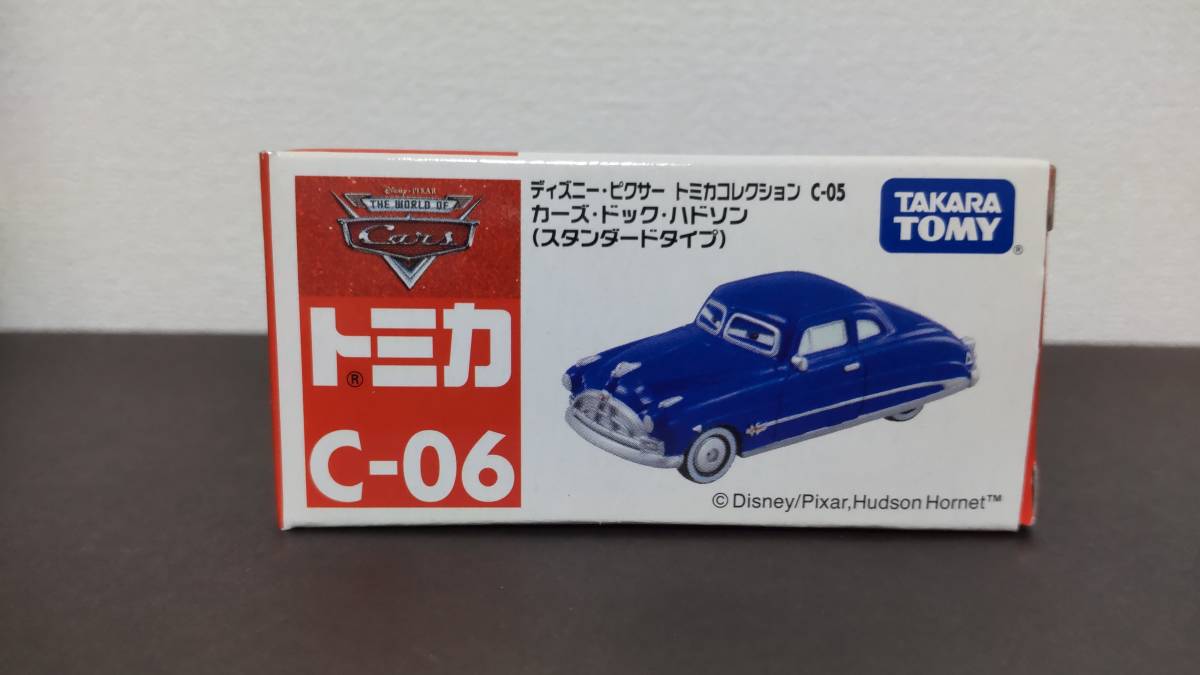 Disney·PIXAR
THE WORLD OF
Cars
トミカ
®
C-06
ディズニー・ピクサー トミカコレクション C-05
カーズ・ドック・ハドソン
(スタンダードタイプ)
TAKARA
TOMY
®
©Disney/Pixar,Hudson Hornet™